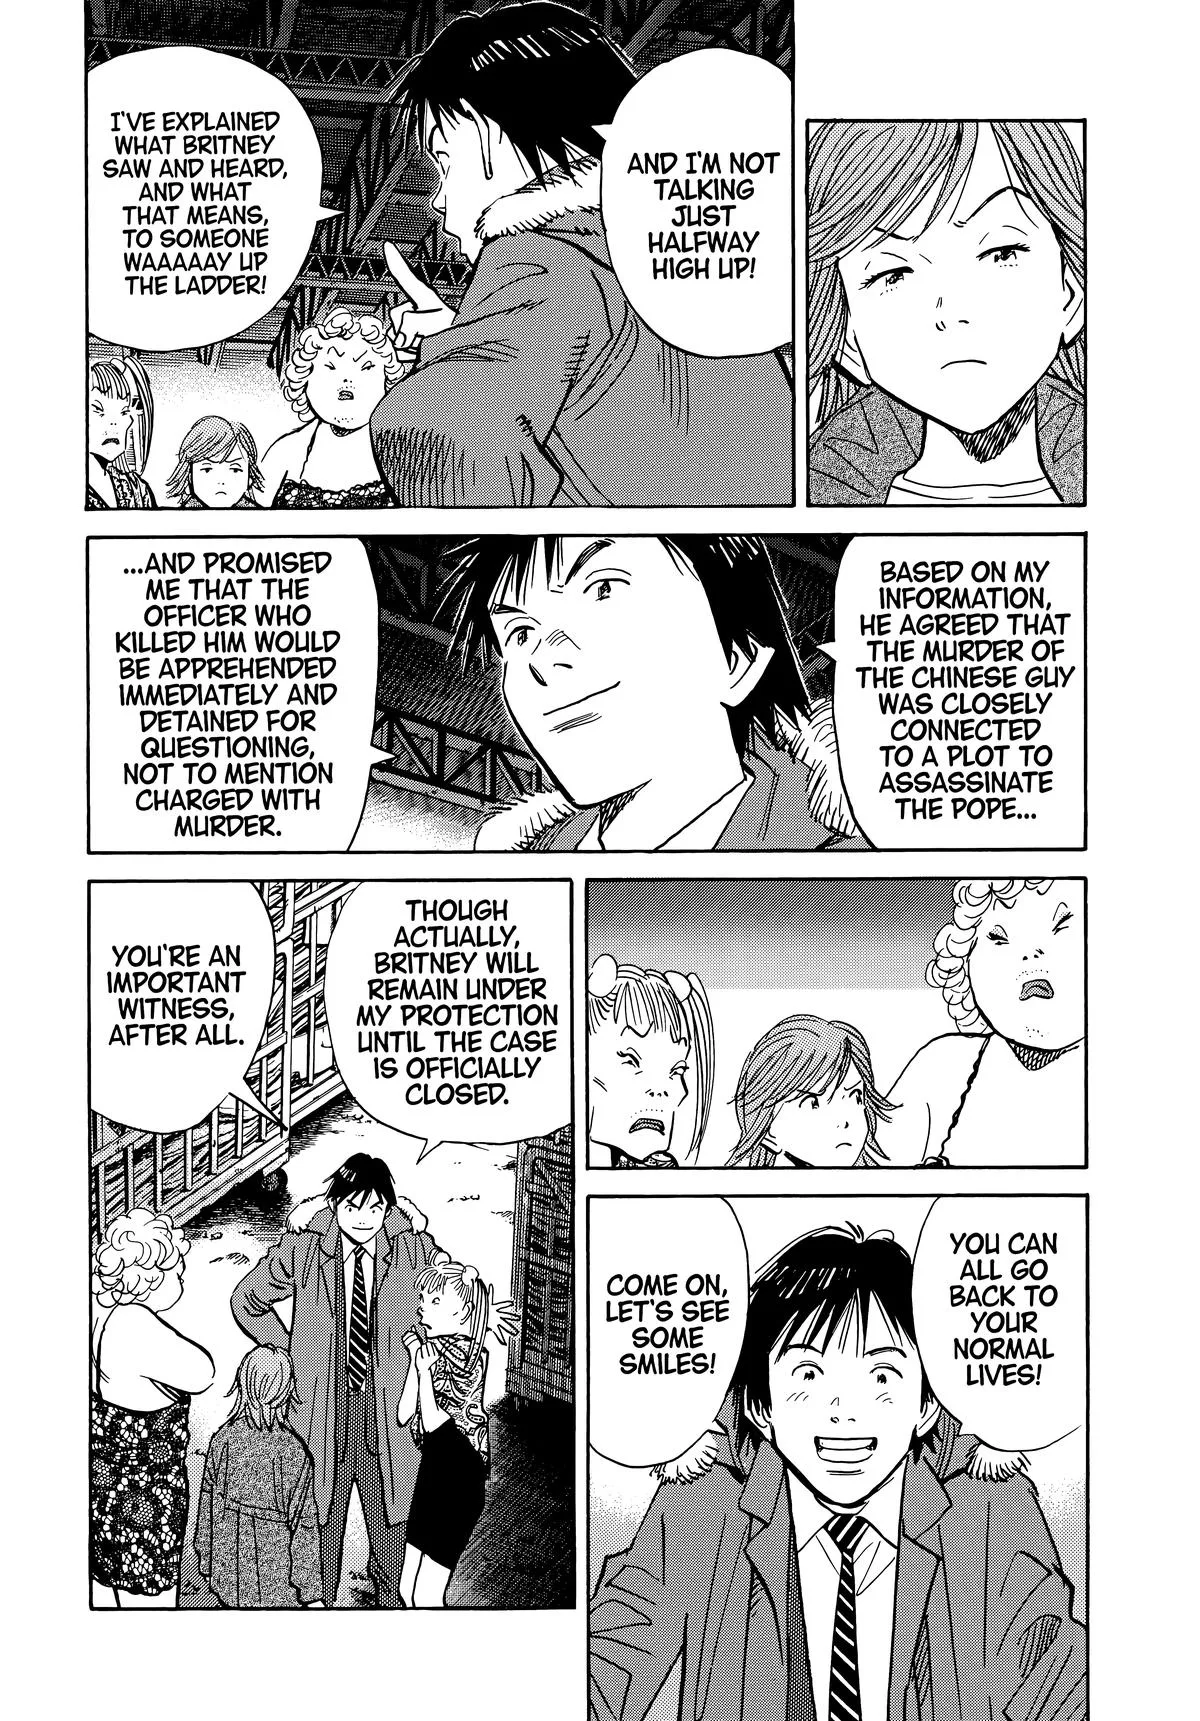 AND I'M NOT
TALKING
JUST
HALFWAY
HIGH UP!
I'VE EXPLAINED
WHAT BRITNEY
SAW AND HEARD,
AND WHAT
THAT MEANS,
TO SOMEONE
WAAAAAY UP
THE LADDER!
BASED ON MY
INFORMATION,
HE AGREED THAT
THE MURDER OF
THE CHINESE GUY
WAS CLOSELY
CONNECTED
TO A PLOT TO
ASSASSINATE
THE POPE...
...AND PROMISED
ME THAT THE
OFFICER WHO
KILLED HIM WOULD
BE APPREHENDED
IMMEDIATELY AND
DETAINED FOR
QUESTIONING,
NOT TO MENTION
CHARGED WITH
MURDER.
YOU CAN
ALL GO
BACK TO
YOUR
NORMAL
LIVES!
COME ON,
LET'S SEE
SOME
SMILES!
THOUGH
ACTUALLY,
BRITNEY WILL
REMAIN UNDER
MY PROTECTION
UNTIL THE CASE
IS OFFICIALLY
CLOSED.
YOU'RE AN
IMPORTANT
WITNESS,
AFTER ALL.